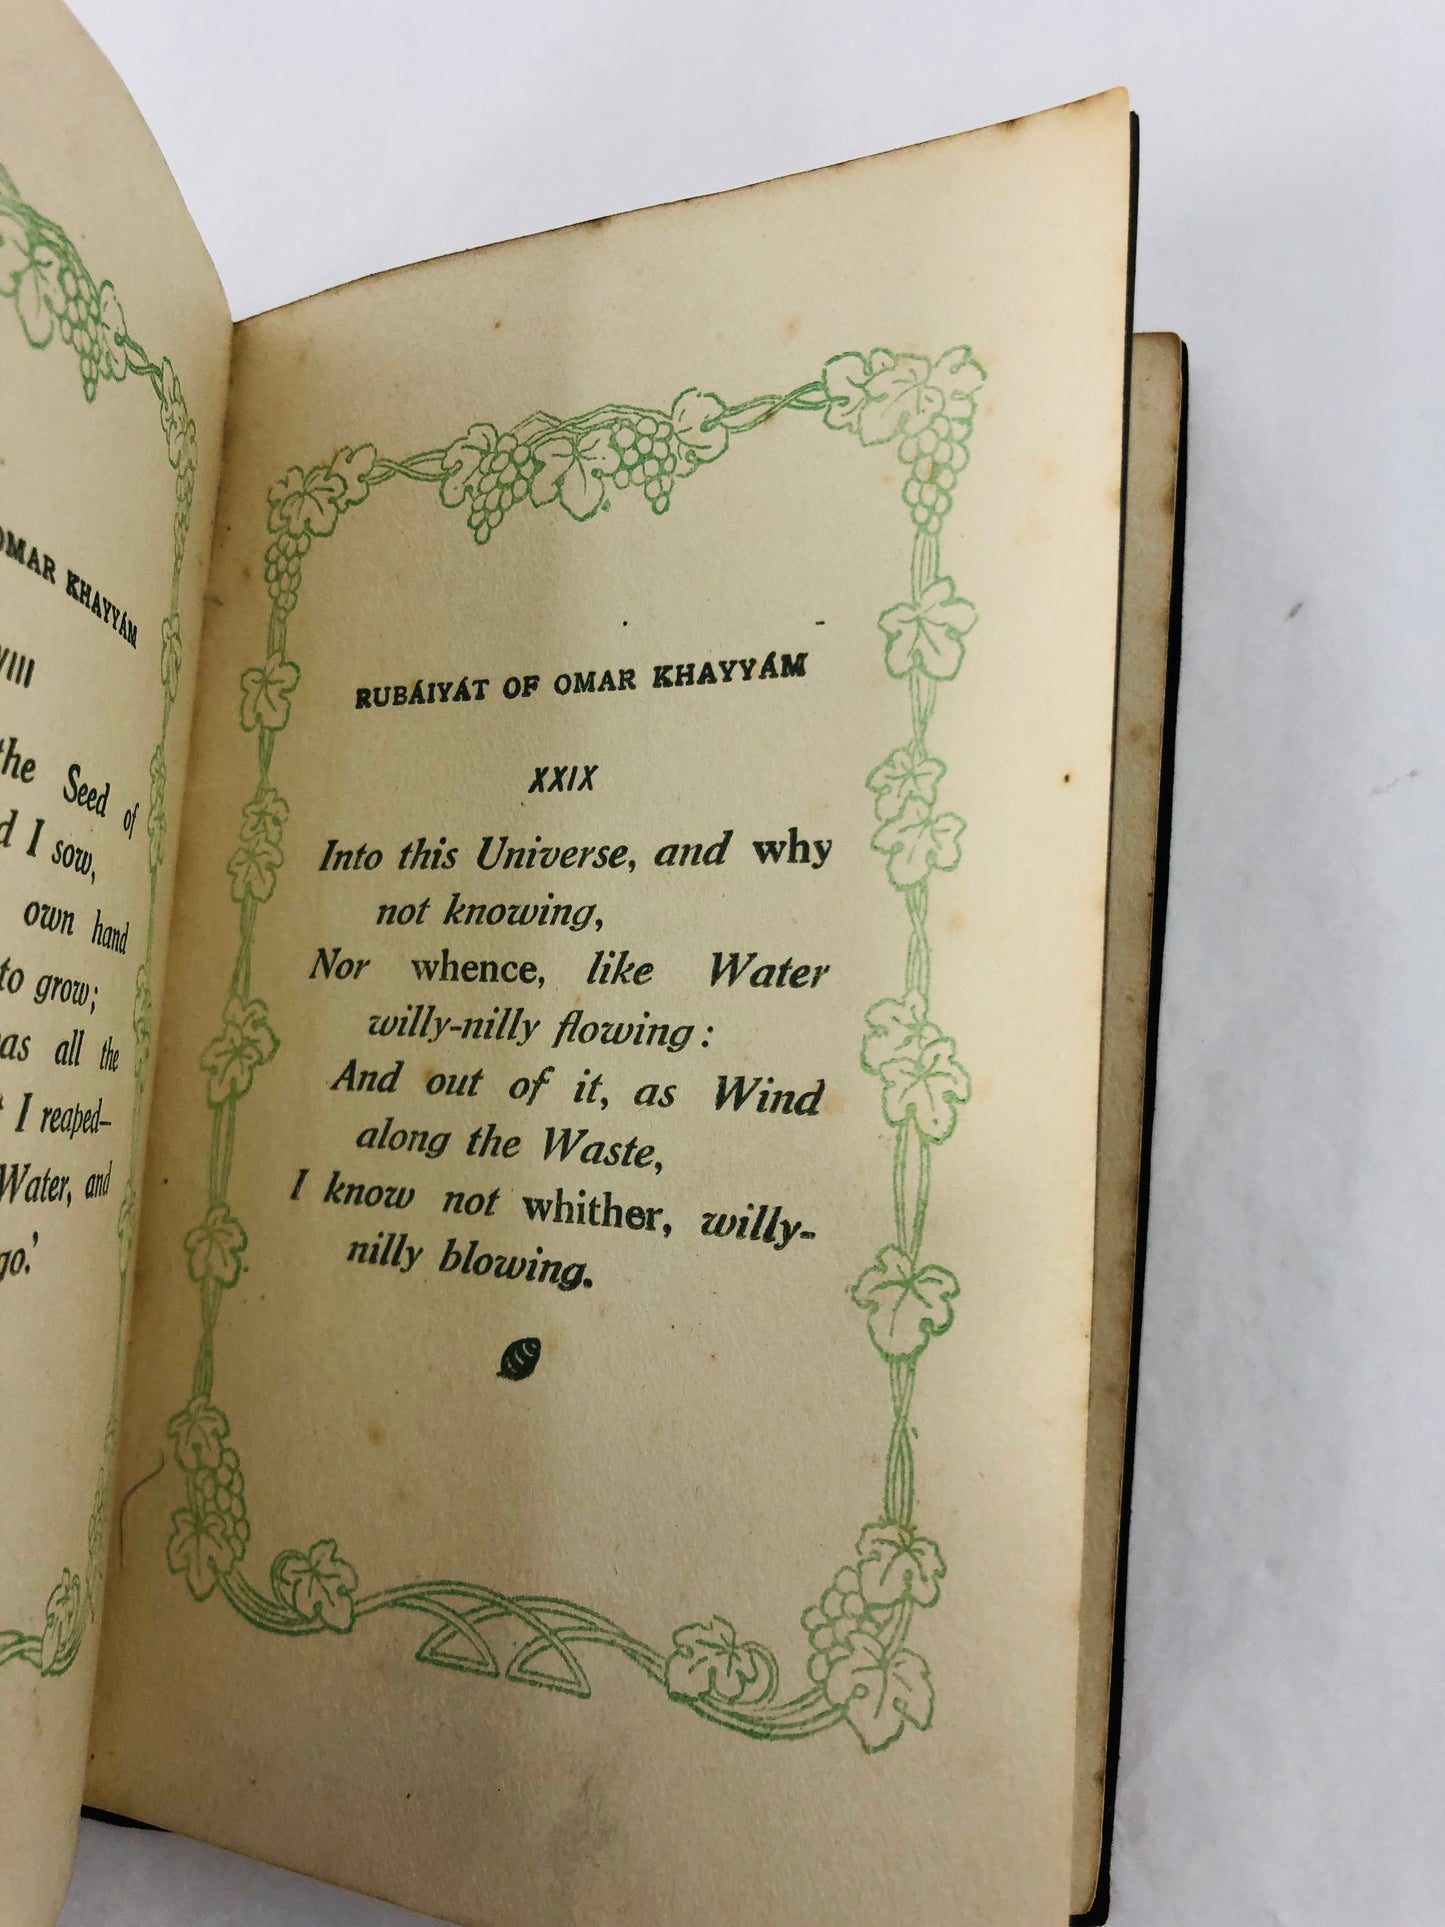 OMAR KHAYYÁM
VIII
the Seed of
d I sow,
own hand
to grow;
as all the
I reaped—
Water, and
go.'
RUBÁIYÁT OF OMAR KHAYYÁM
XXIX
Into this Universe, and why
not knowing,
Nor whence, like Water
willy-nilly flowing:
And out of it, as Wind
along the Waste,
I know not whither, willy-
nilly blowing.